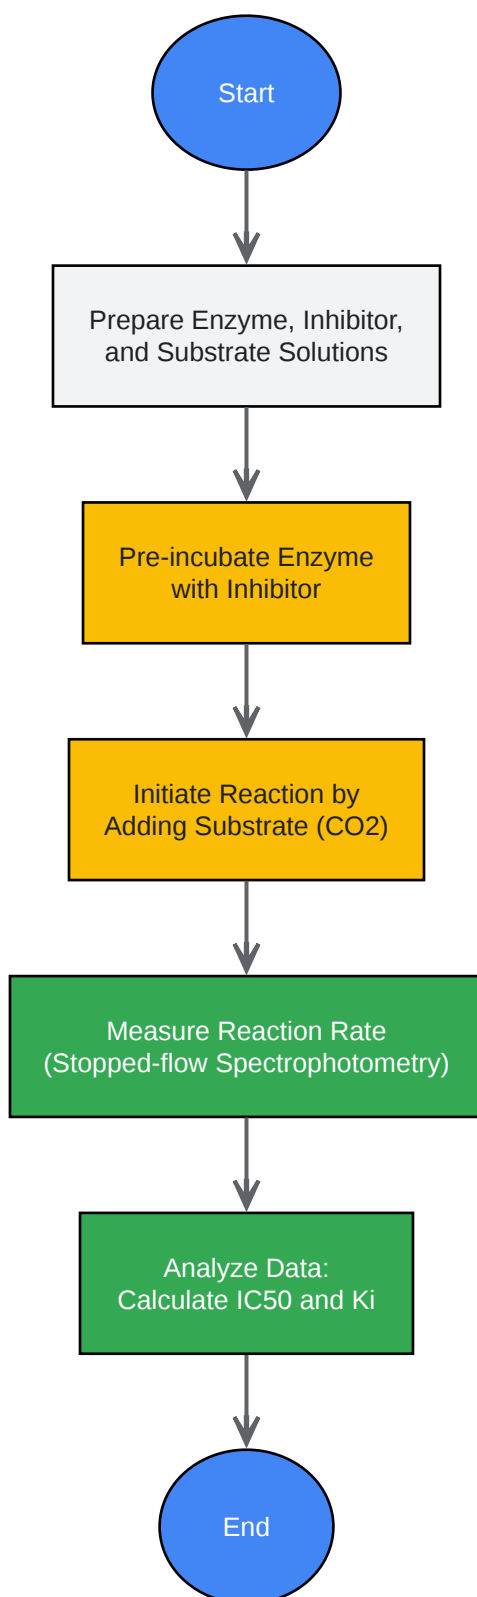 Start
Prepare Enzyme, Inhibitor,
and Substrate Solutions
Pre-incubate Enzyme
with Inhibitor
Initiate Reaction by
Adding Substrate (CO2)
Measure Reaction Rate
(Stopped-flow Spectrophotometry)
Analyze Data:
Calculate IC50 and Ki
End